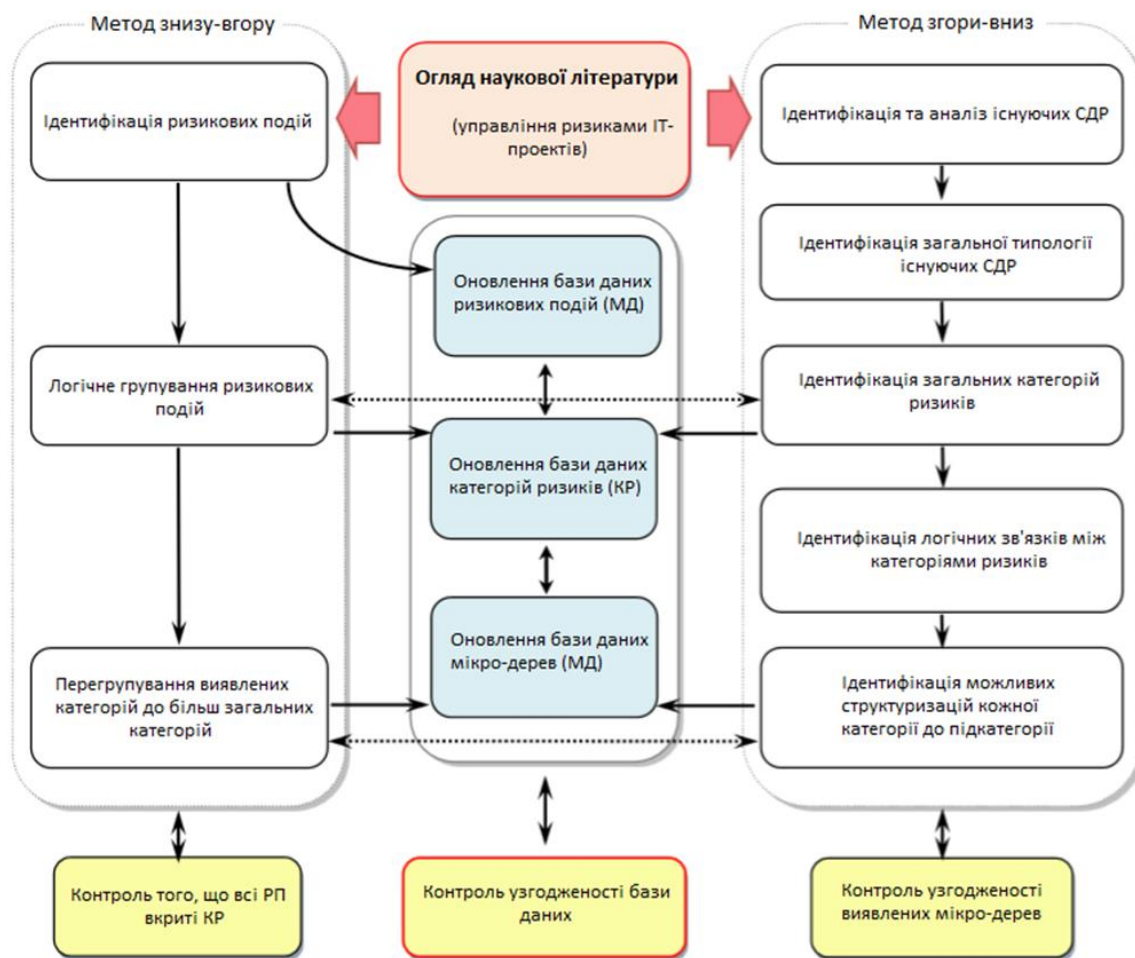 Метод знизу-вгору
Ідентифікація ризикових подій
Логічне групування ризикових
подій
Перегрупування виявлених
категорій до більш загальних
категорій
Контроль того, що всі РП
вкриті КР
Огляд наукової літератури
(управління ризиками ІТ-
проектів)
Оновлення бази даних
ризикових подій (МД)
Оновлення бази даних
категорій ризиків (КР)
Оновлення бази даних
мікро-дерев (МД)
Контроль узгодженості бази
даних
Метод згори-вниз
Ідентифікація та аналіз існуючих СДР
Ідентифікація загальної типології
існуючих СДР
Ідентифікація загальних категорій
ризиків
Ідентифікація логічних зв'язків між
категоріями ризиків
Ідентифікація можливих
структуризацій кожної
категорії до підкатегорії
Контроль узгодженості
виявлених мікро-дерев